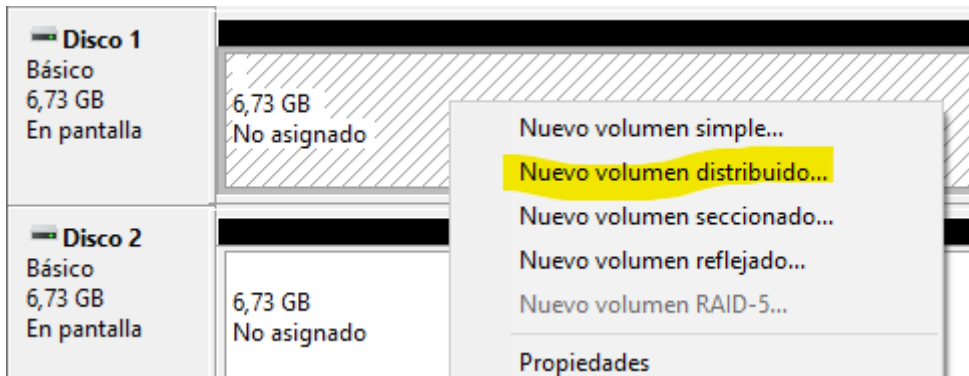 Disco 1
Básico
6,73 GB
En pantalla
6,73 GB
No asignado
Nuevo volumen simple...
Nuevo volumen distribuido...
Nuevo volumen seccionado...
Nuevo volumen reflejado...
Nuevo volumen RAID-5...
Propiedades
Disco 2
Básico
6,73 GB
En pantalla
6,73 GB
No asignado